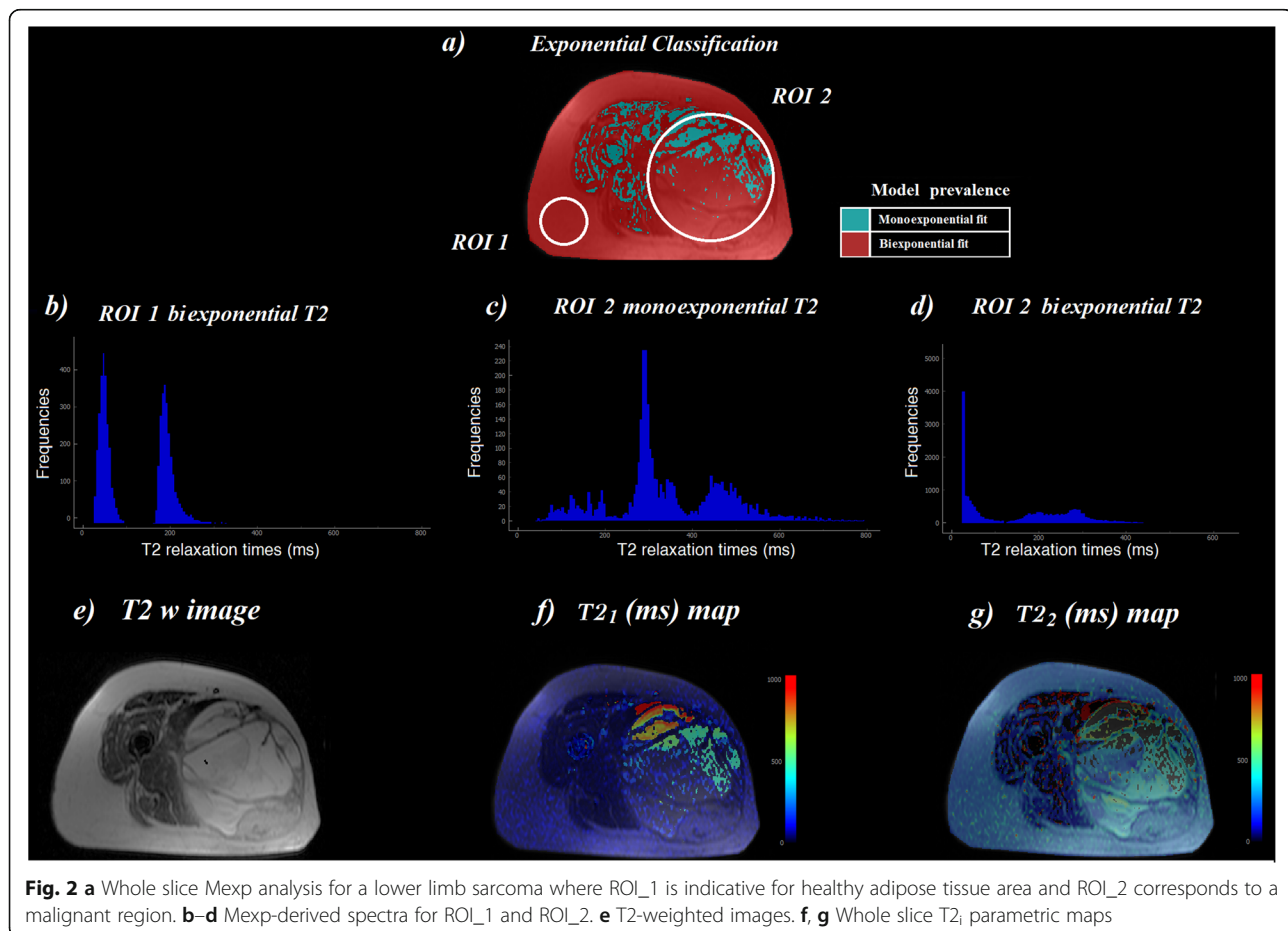 a) Exponential Classification
ROI 2
ROI 1
Model prevalence
Monoexponential fit
Biexponential fit
b) ROI 1 biexponential T2
Frequencies
400
300
200
100
0
0 200 400 600 800
T2 relaxation times (ms)
c) ROI 2 monoexponential T2
Frequencies
240
220
200
180
160
140
120
100
80
60
40
20
0
0 200 400 600 800
T2 relaxation times (ms)
d) ROI 2 biexponential T2
Frequencies
5000
4000
3000
2000
1000
0
0 200 400 600
T2 relaxation times (ms)
e) T2 w image
f) T2₁ (ms) map
1000
500
0
g) T2₂ (ms) map
1000
500
0
Fig. 2 a Whole slice Mexp analysis for a lower limb sarcoma where ROI_1 is indicative for healthy adipose tissue area and ROI_2 corresponds to a
malignant region. b–d Mexp-derived spectra for ROI_1 and ROI_2. e T2-weighted images. f, g Whole slice T2ᵢ parametric maps